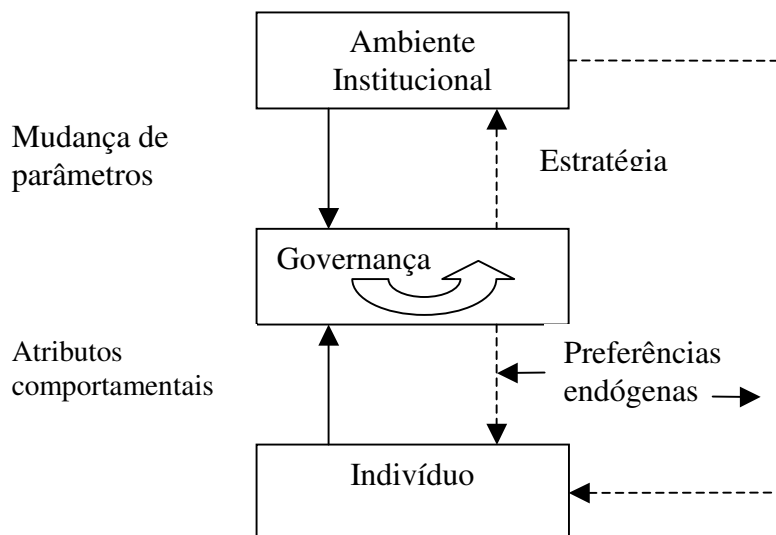 Ambiente
Institucional
Mudança de
parâmetros
Estratégia
Governança
Atributos
comportamentais
Preferências
endógenas
Indivíduo